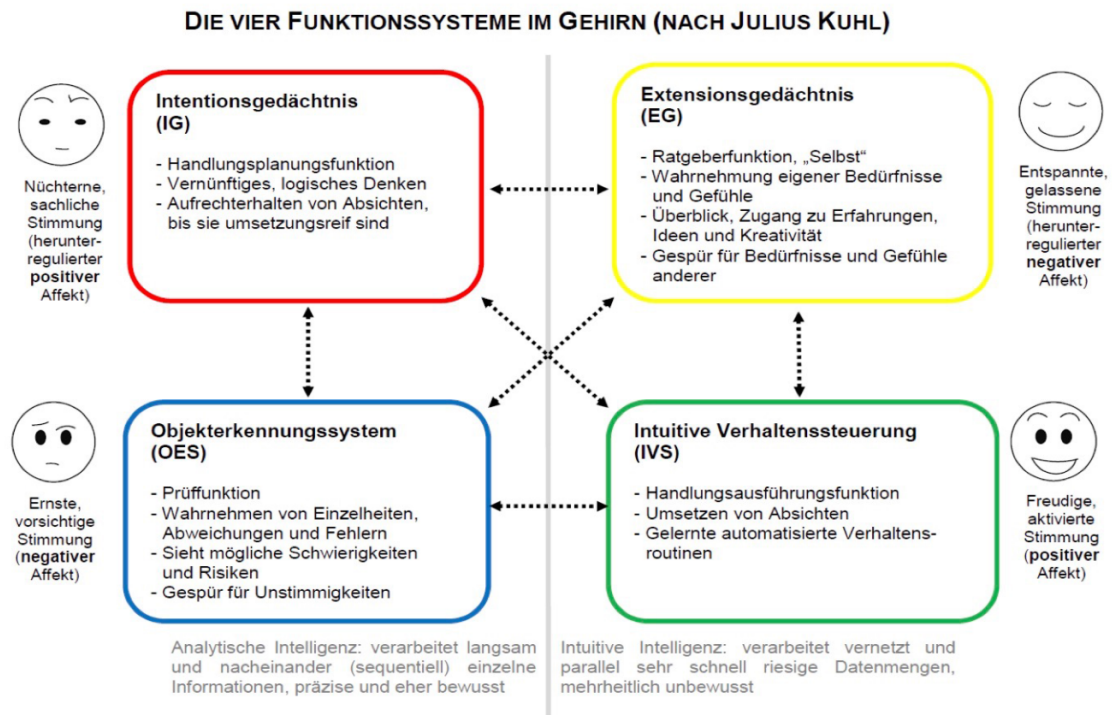 DIE VIER FUNKTIONSSYSTEME IM GEHIRN (NACH JULIUS KUHL)
Nüchterne,
sachliche
Stimmung
(herunter-
regulierter
positiver
Affekt)
Intentionsgedächtnis
(IG)
- Handlungsplanungsfunktion
- Vernünftiges, logisches Denken
- Aufrechterhalten von Absichten,
bis sie umsetzungsreif sind
Extensionsgedächtnis
(EG)
- Ratgeberfunktion, „Selbst“
- Wahrnehmung eigener Bedürfnisse
und Gefühle
- Überblick, Zugang zu Erfahrungen,
Ideen und Kreativität
- Gespür für Bedürfnisse und Gefühle
anderer
Entspannte,
gelassene
Stimmung
(herunter-
regulierter
negativer
Affekt)
Ernste,
vorsichtige
Stimmung
(negativer
Affekt)
Objekterkennungssystem
(OES)
- Prüffunktion
- Wahrnehmen von Einzelheiten,
Abweichungen und Fehlern
- Sieht mögliche Schwierigkeiten
und Risiken
- Gespür für Unstimmigkeiten
Intuitive Verhaltenssteuerung
(IVS)
- Handlungsausführungsfunktion
- Umsetzen von Absichten
- Gelernte automatisierte Verhaltens-
routinen
Freudige,
aktivierte
Stimmung
(positiver
Affekt)
Analytische Intelligenz: verarbeitet langsam
und nacheinander (sequentiell) einzelne
Informationen, präzise und eher bewusst
Intuitive Intelligenz: verarbeitet vernetzt und
parallel sehr schnell riesige Datenmengen,
mehrheitlich unbewusst